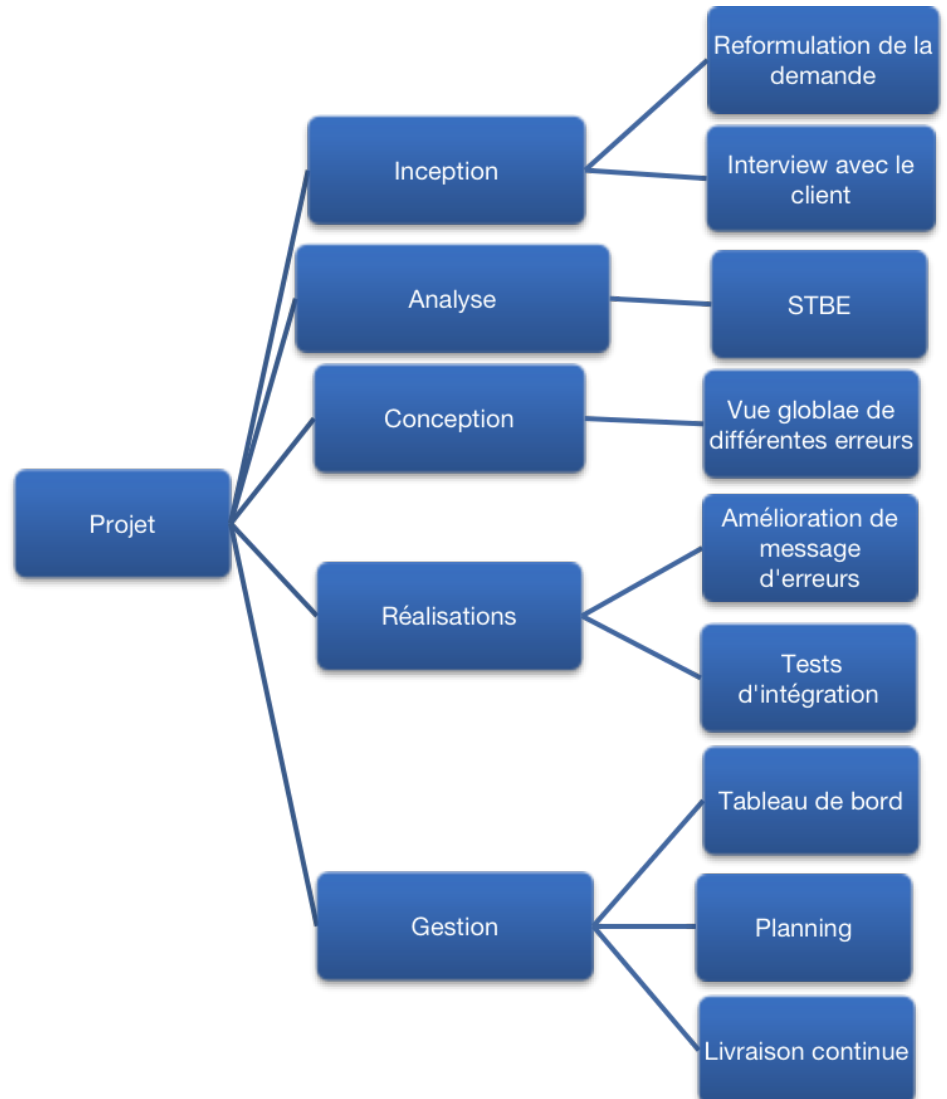 Reformulation de la
demande
Inception
Interview avec le
client
Analyse
STBE
Conception
Vue globlae de
différentes erreurs
Projet
Amélioration de
message
d'erreurs
Réalisations
Tests
d'intégration
Tableau de bord
Gestion
Planning
Livraison continue